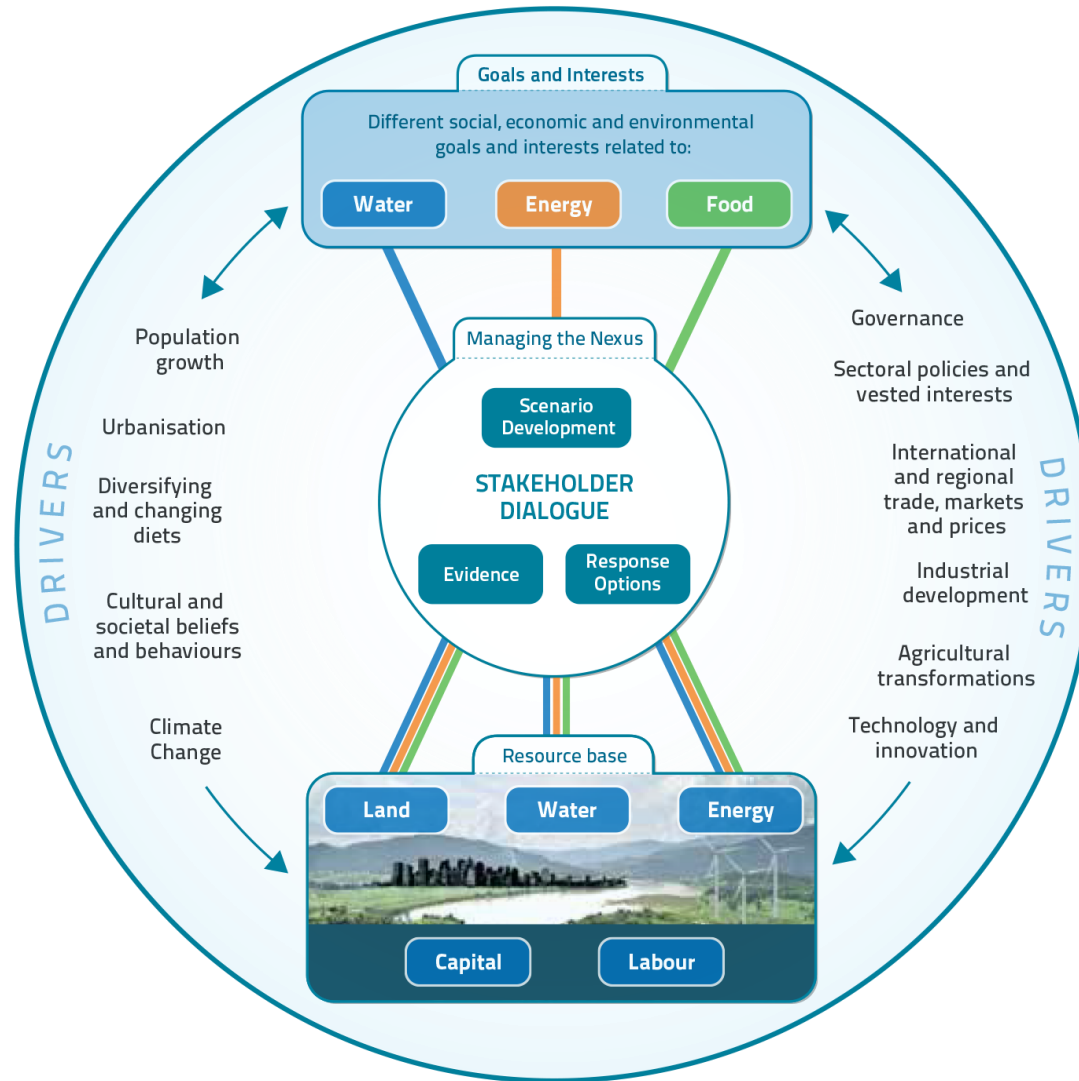 Goals and Interests
Different social, economic and environmental
goals and interests related to:
Water
Energy
Food
DRIVERS
Population
growth
Urbanisation
Diversifying
and changing
diets
Cultural and
societal beliefs
and behaviours
Climate
Change
Managing the Nexus
Scenario
Development
STAKEHOLDER
DIALOGUE
Evidence
Response
Options
Governance
Sectoral policies and
vested interests
International
and regional
trade, markets
and prices
Industrial
development
Agricultural
transformations
Technology and
innovation
DRIVERS
Resource base
Land
Water
Energy
Capital
Labour